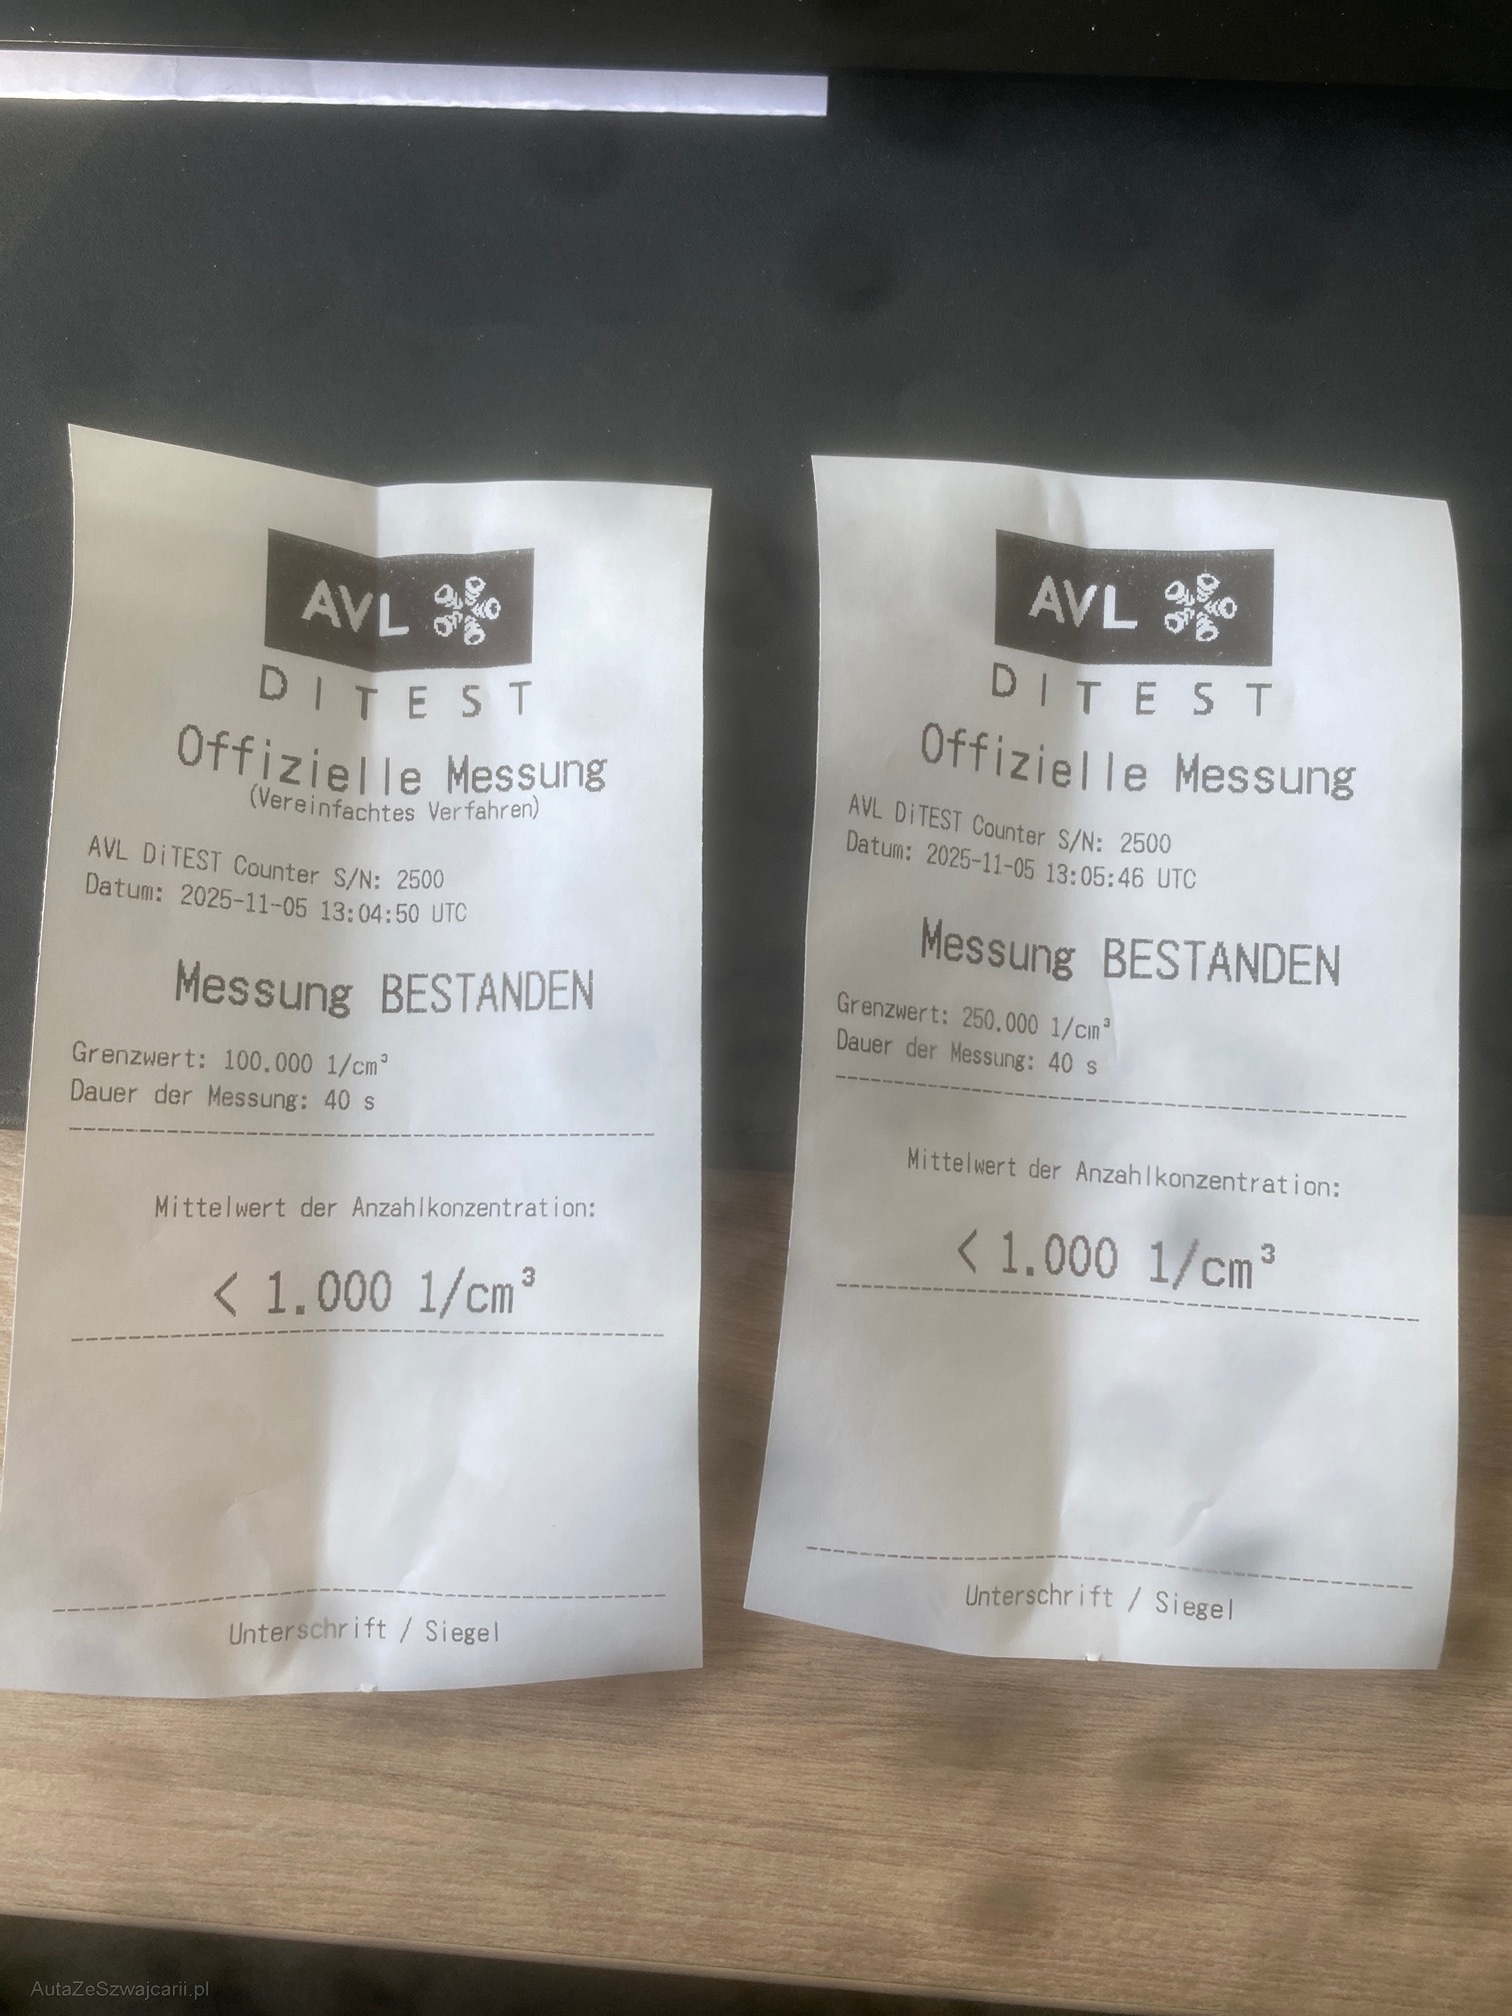 AVL
DITEST
Offizielle Messung
(Vereinfachtes Verfahren)
AVL DiTEST Counter S/N: 2500
Datum: 2025-11-05 13:04:50 UTC
Messung BESTANDEN
Grenzwert: 100.000 1/cm³
Dauer der Messung: 40 s
Mittelwert der Anzahlkonzentration:
< 1.000 1/cm³
Unterschrift / Siegel
AVL
DITEST
Offizielle Messung
AVL DiTEST Counter S/N: 2500
Datum: 2025-11-05 13:05:46 UTC
Messung BESTANDEN
Grenzwert: 250.000 1/cm³
Dauer der Messung: 40 s
Mittelwert der Anzahlkonzentration:
< 1.000 1/cm³
Unterschrift / Siegel
AutaZeSzwajcarii.pl